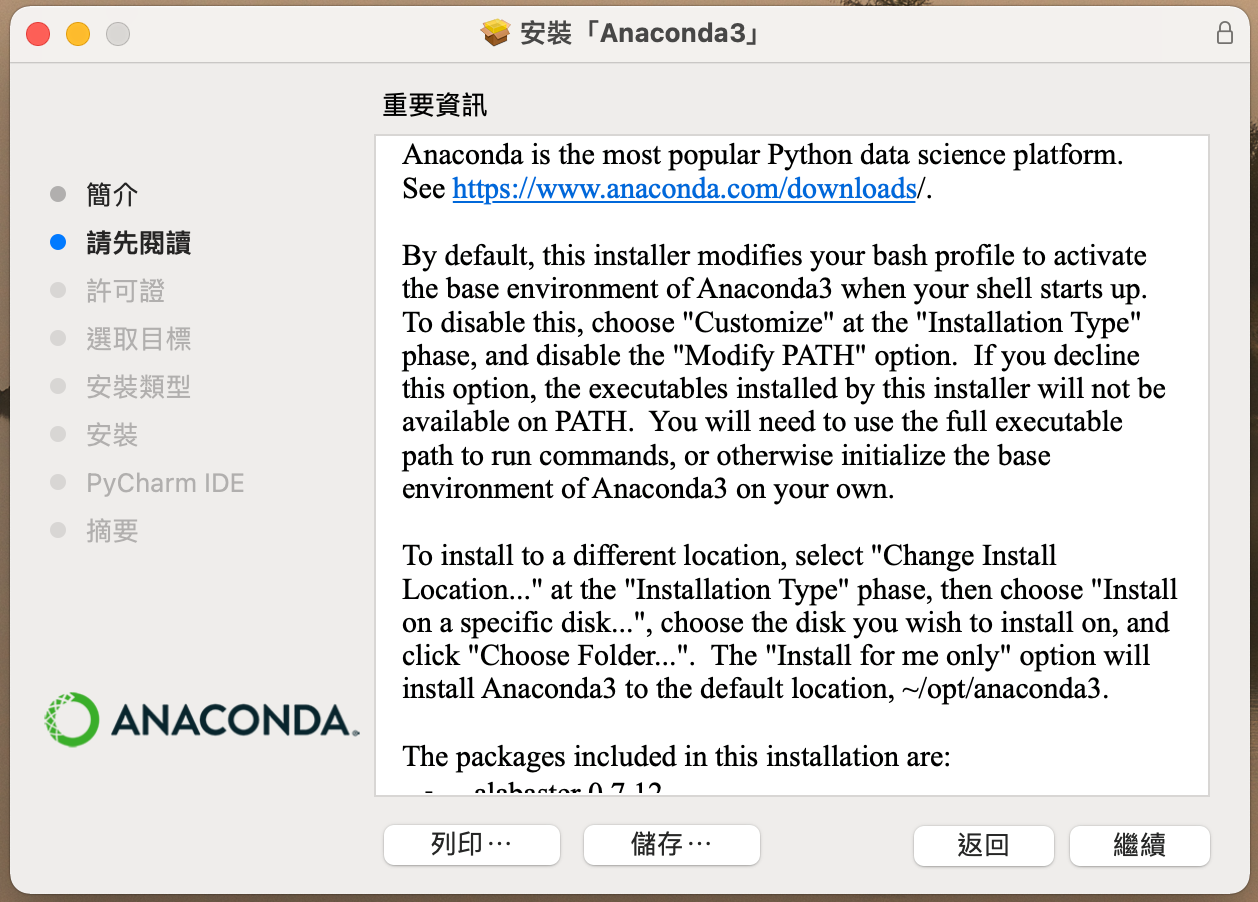 安裝「Anaconda3」
簡介
請先閱讀
許可證
選取目標
安裝類型
安裝
PyCharm IDE
摘要
ANACONDA.
重要資訊
Anaconda is the most popular Python data science platform.
See https://www.anaconda.com/downloads/.
By default, this installer modifies your bash profile to activate
the base environment of Anaconda3 when your shell starts up.
To disable this, choose "Customize" at the "Installation Type"
phase, and disable the "Modify PATH" option.  If you decline
this option, the executables installed by this installer will not be
available on PATH.  You will need to use the full executable
path to run commands, or otherwise initialize the base
environment of Anaconda3 on your own.
To install to a different location, select "Change Install
Location..." at the "Installation Type" phase, then choose "Install
on a specific disk...", choose the disk you wish to install on, and
click "Choose Folder...".  The "Install for me only" option will
install Anaconda3 to the default location, ~/opt/anaconda3.
The packages included in this installation are:
- alabaster 0.7.12
列印⋯
儲存⋯
返回
繼續